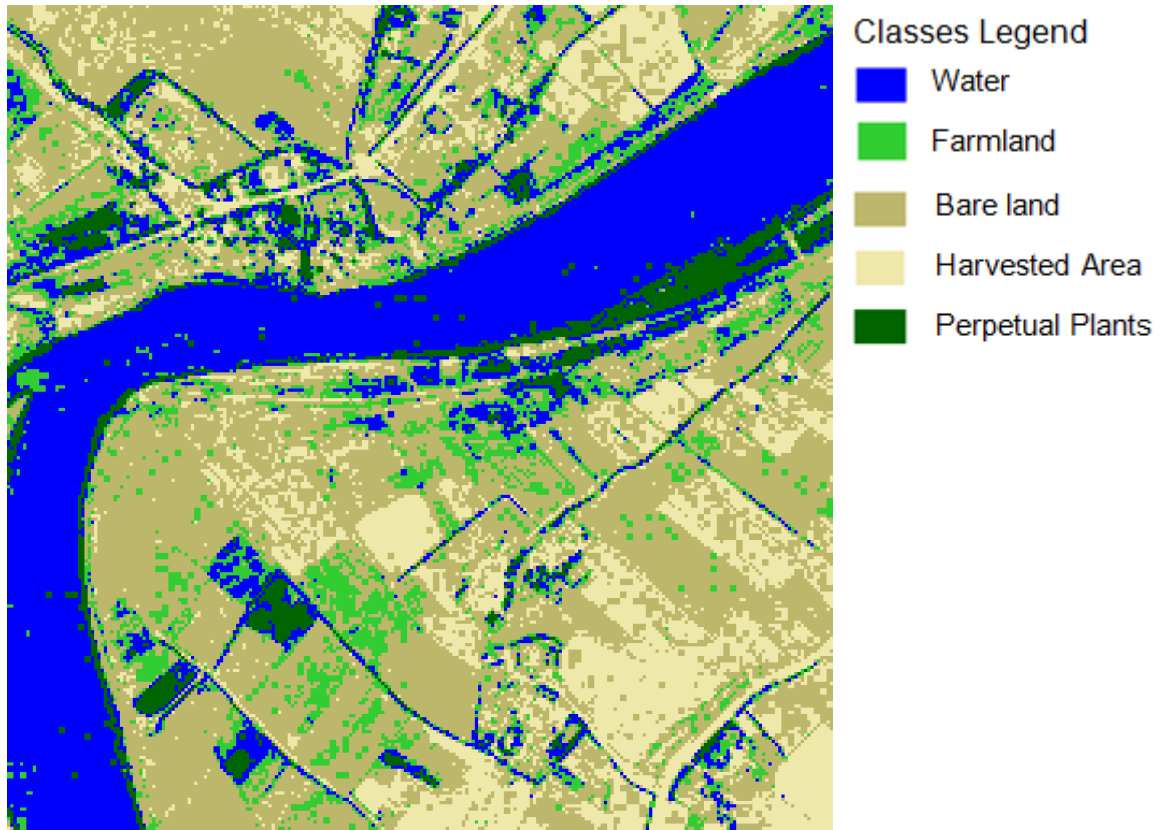 Classes Legend
Water
Farmland
Bare land
Harvested Area
Perpetual Plants